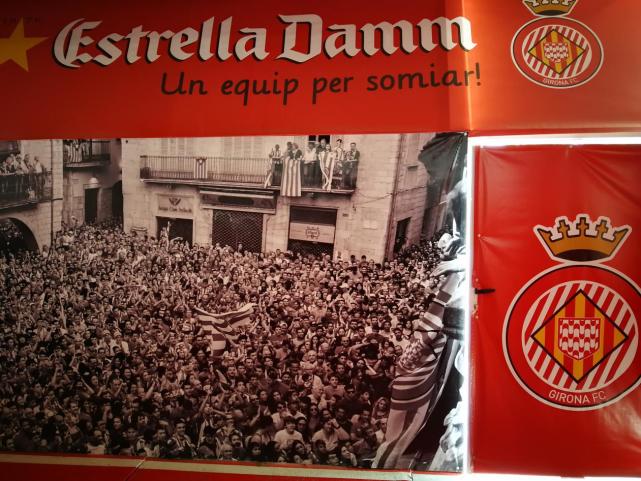 Estrella Damm
Un equip per somiar!
GIRONA FC
GIRONA FC